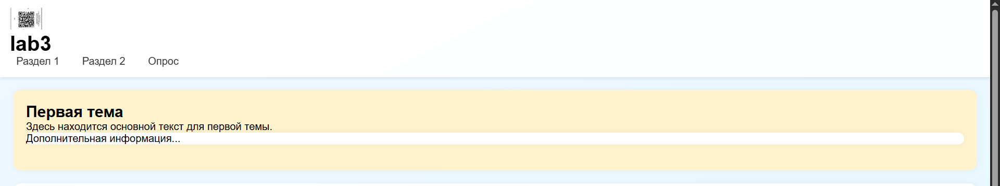 lab3
Раздел 1 Раздел 2 Опрос
Первая тема
Здесь находится основной текст для первой темы.
Дополнительная информация...